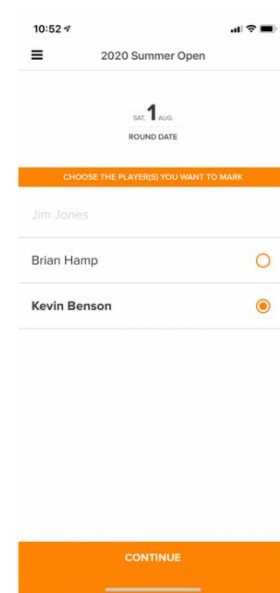 10:52
2020 Summer Open
SAT. 1 AUG.
ROUND DATE
CHOOSE THE PLAYER(S) YOU WANT TO MARK
Jim Jones
Brian Hamp
Kevin Benson
CONTINUE